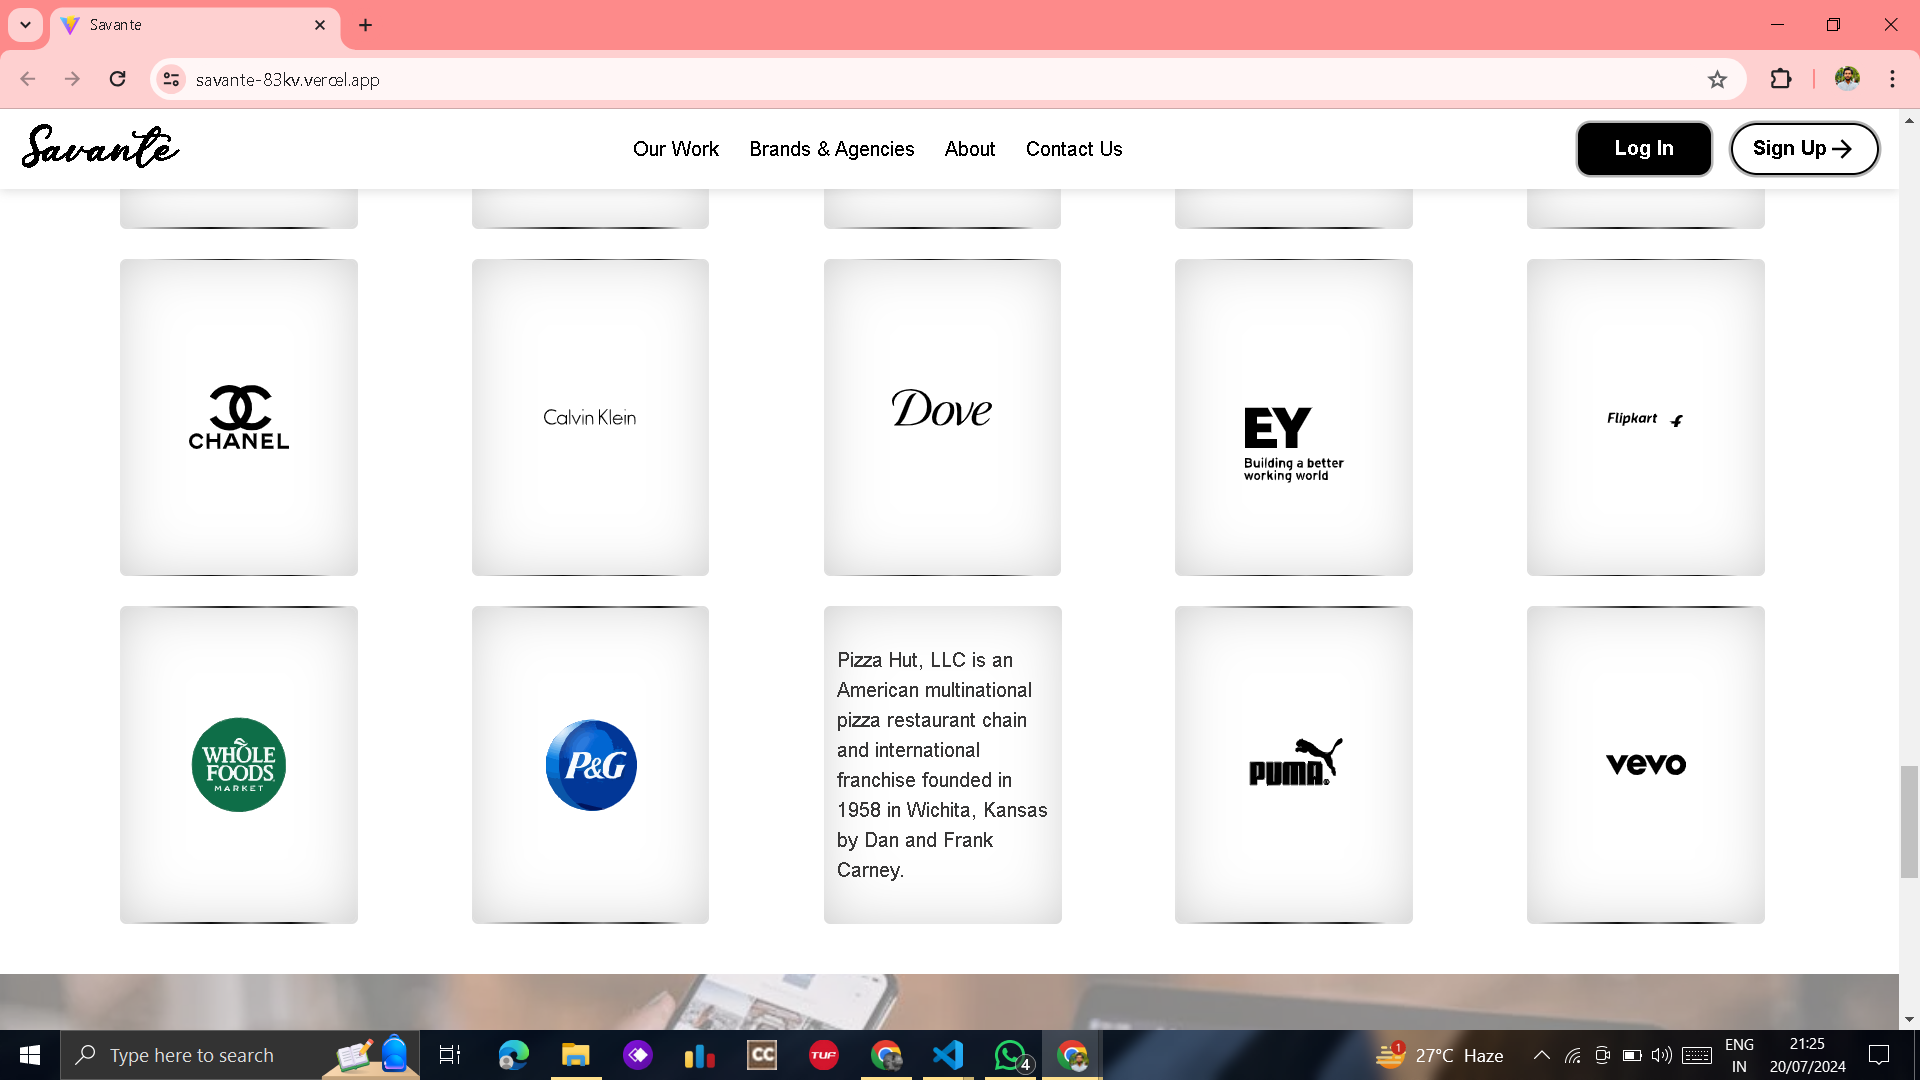 Savante
savante-83kv.vercel.app
Savante
Our Work
Brands & Agencies
About
Contact Us
Log In
Sign Up
CHANEL
Calvin Klein
Dove
EY
Building a better
working world
Flipkart
WHOLE
FOODS
MARKET
P&G
Pizza Hut, LLC is an
American multinational
pizza restaurant chain
and international
franchise founded in
1958 in Wichita, Kansas
by Dan and Frank
Carney.
PUMA
vevo
Type here to search
CC
TUF
4
1
27°C Haze
ENG
IN
21:25
20/07/2024